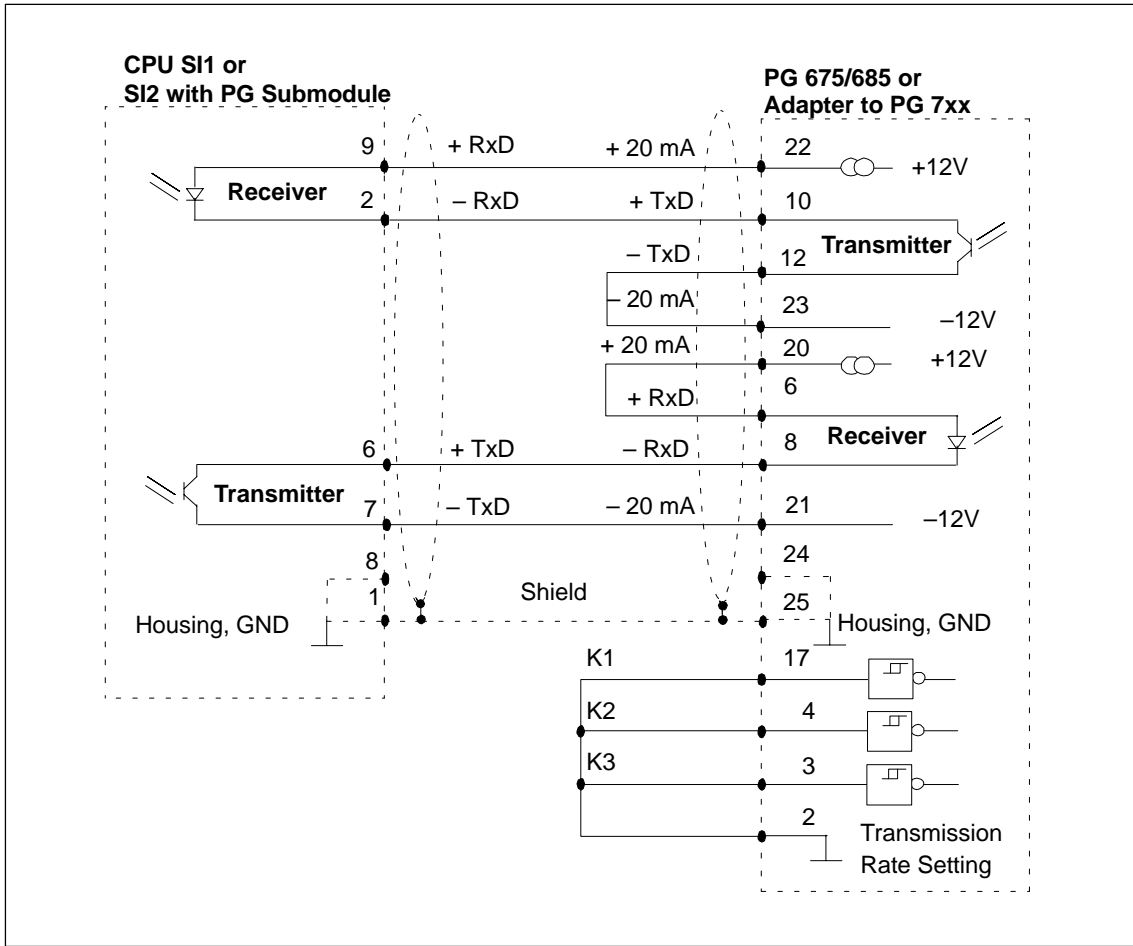 CPU SI1 or
SI2 with PG Submodule
PG 675/685 or
Adapter to PG 7xx
9 + RxD + 20 mA 22 +12V
Receiver
2 – RxD + TxD 10
Transmitter
– TxD 12
– 20 mA 23 –12V
+ 20 mA 20 +12V
+ RxD 6
Receiver
6 + TxD – RxD 8
Transmitter
7 – TxD – 20 mA 21 –12V
8 24
1 Shield 25
Housing, GND Housing, GND
K1 17
K2 4
K3 3
2
Transmission
Rate Setting